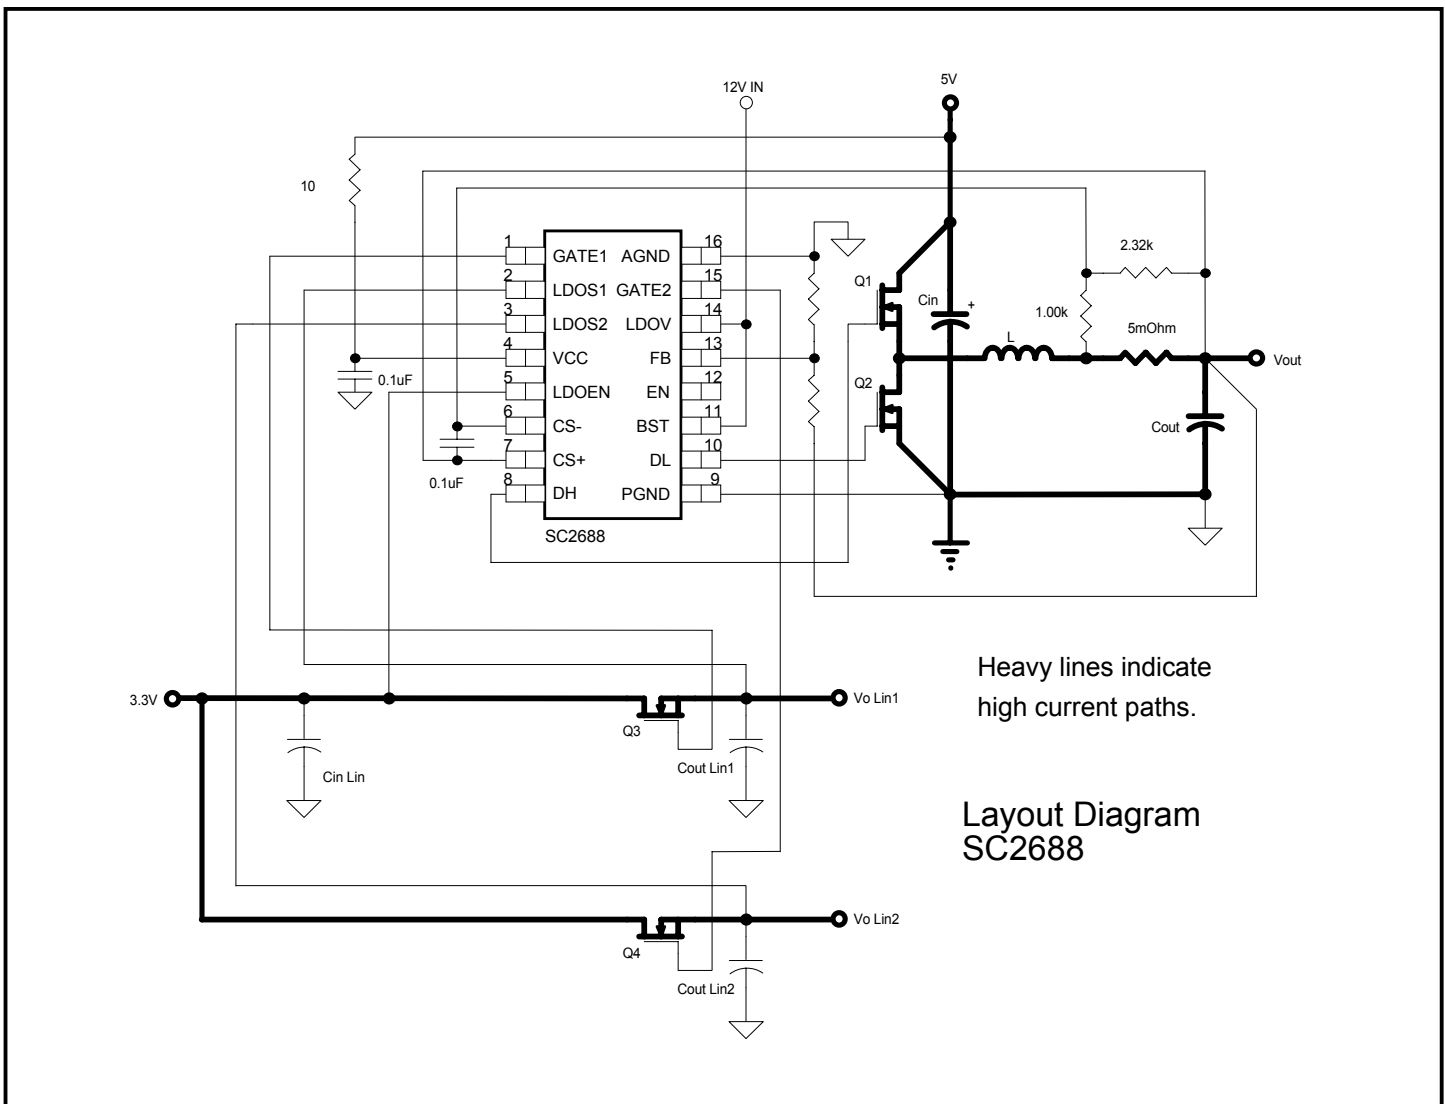 5V
12V IN
10
1 GATE1 AGND 16
2 LDOS1 GATE2 15
3 LDOS2 LDOV 14
4 VCC FB 13
5 LDOEN EN 12
6 CS- BST 11
7 CS+ DL 10
8 DH PGND 9
SC2688
0.1uF
0.1uF
Q1
Cin
+
Q2
L
1.00k
2.32k
5mOhm
Vout
Cout
Heavy lines indicate
high current paths.
3.3V
Q3
Vo Lin1
Cin Lin
Cout Lin1
Layout Diagram
SC2688
Q4
Vo Lin2
Cout Lin2